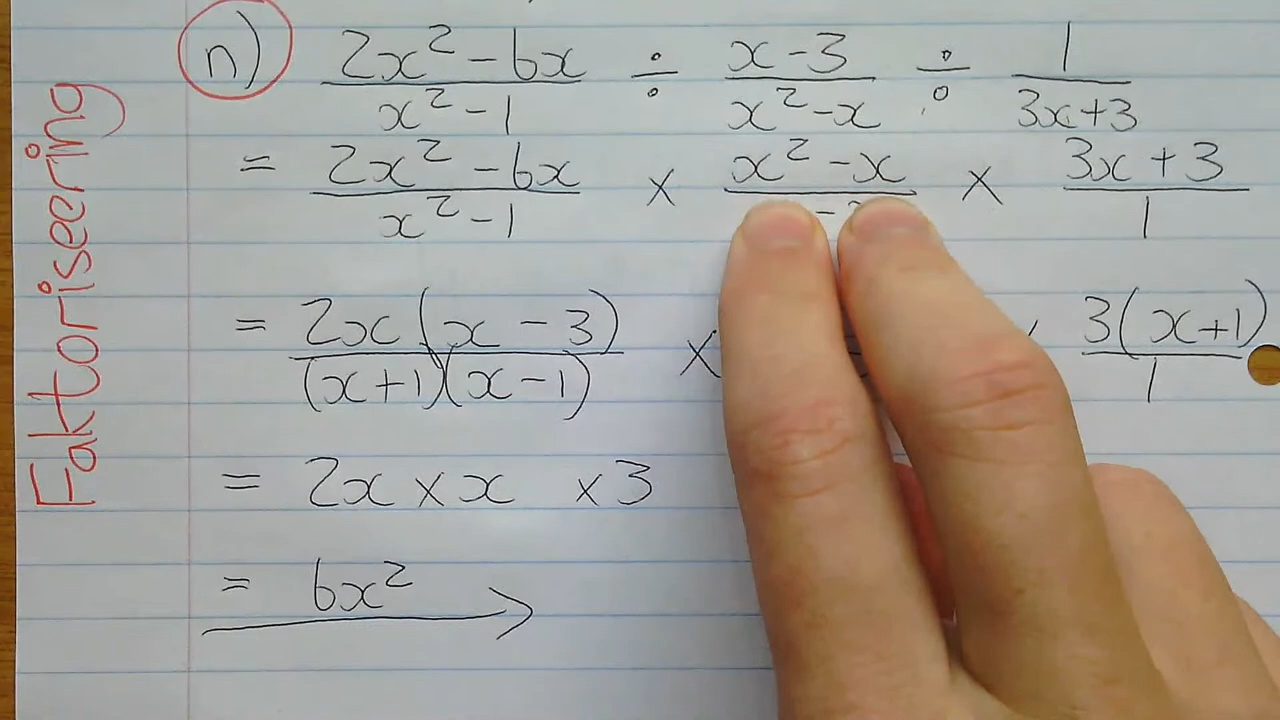 Faktorisering
n) (2x² - 6x)/(x² - 1) ÷ (x - 3)/(x² - x) ÷ 1/(3x + 3)
= (2x² - 6x)/(x² - 1) × (x² - x)/ × (3x + 3)/1
= 2x(x - 3)/(x + 1)(x - 1) × 3(x + 1)/1
= 2x × x × 3
= 6x²